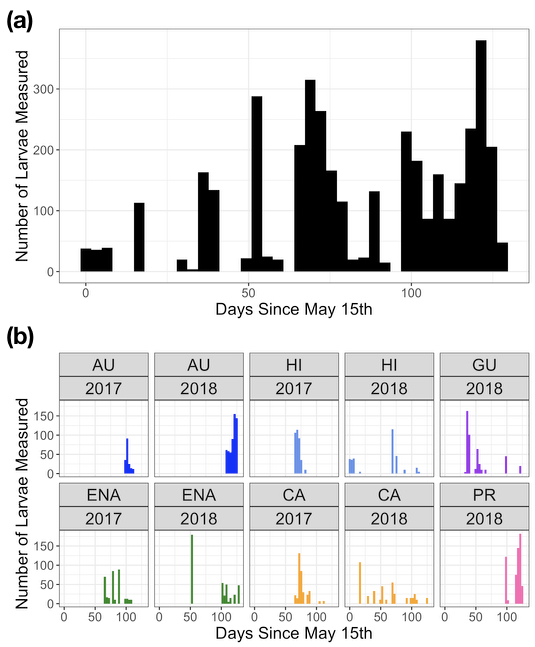 (a)
Number of Larvae Measured
300
200
100
0
0 50 100
Days Since May 15th
(b)
Number of Larvae Measured
AU AU HI HI GU
2017 2018 2017 2018 2018
150
100
50
0
ENA ENA CA CA PR
2017 2018 2017 2018 2018
150
100
50
0
0 50 100 0 50 100 0 50 100 0 50 100 0 50 100
Days Since May 15th